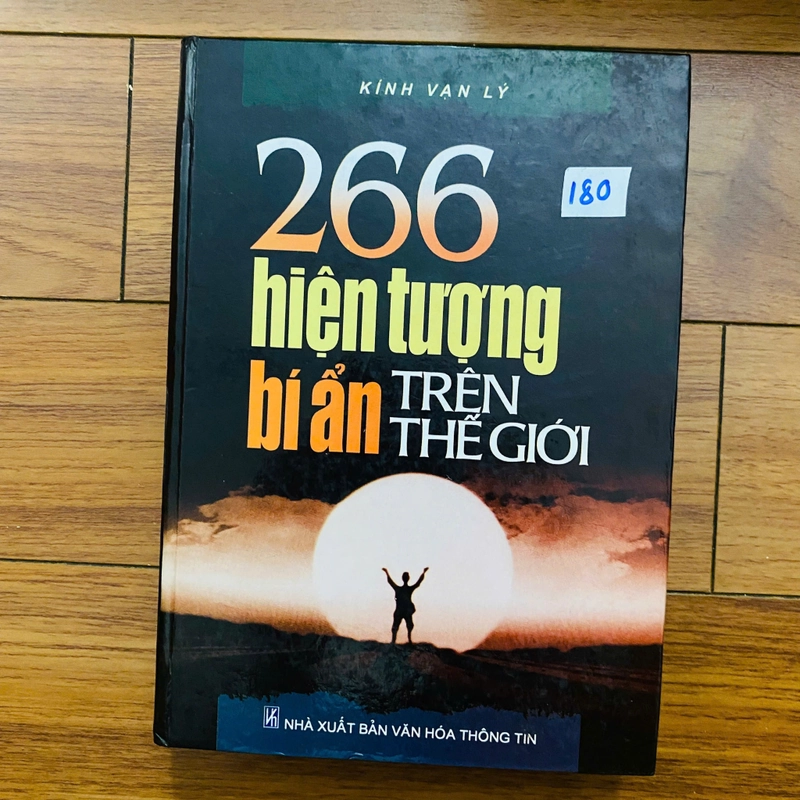 KÍNH VẠN LÝ
266
180
hiện tượng
bí ẩn TRÊN
THẾ GIỚI
NHÀ XUẤT BẢN VĂN HÓA THÔNG TIN